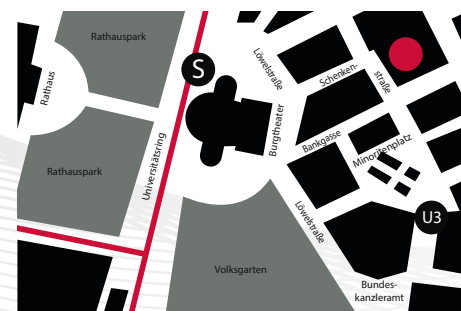 Rathauspark
Rathaus
S
Löwelstraße
Schenken-
straße
Burgtheater
Bankgasse
Minoritenplatz
Universitätsring
Rathauspark
Löwelstraße
U3
Volksgarten
Bundes-
kanzleramt